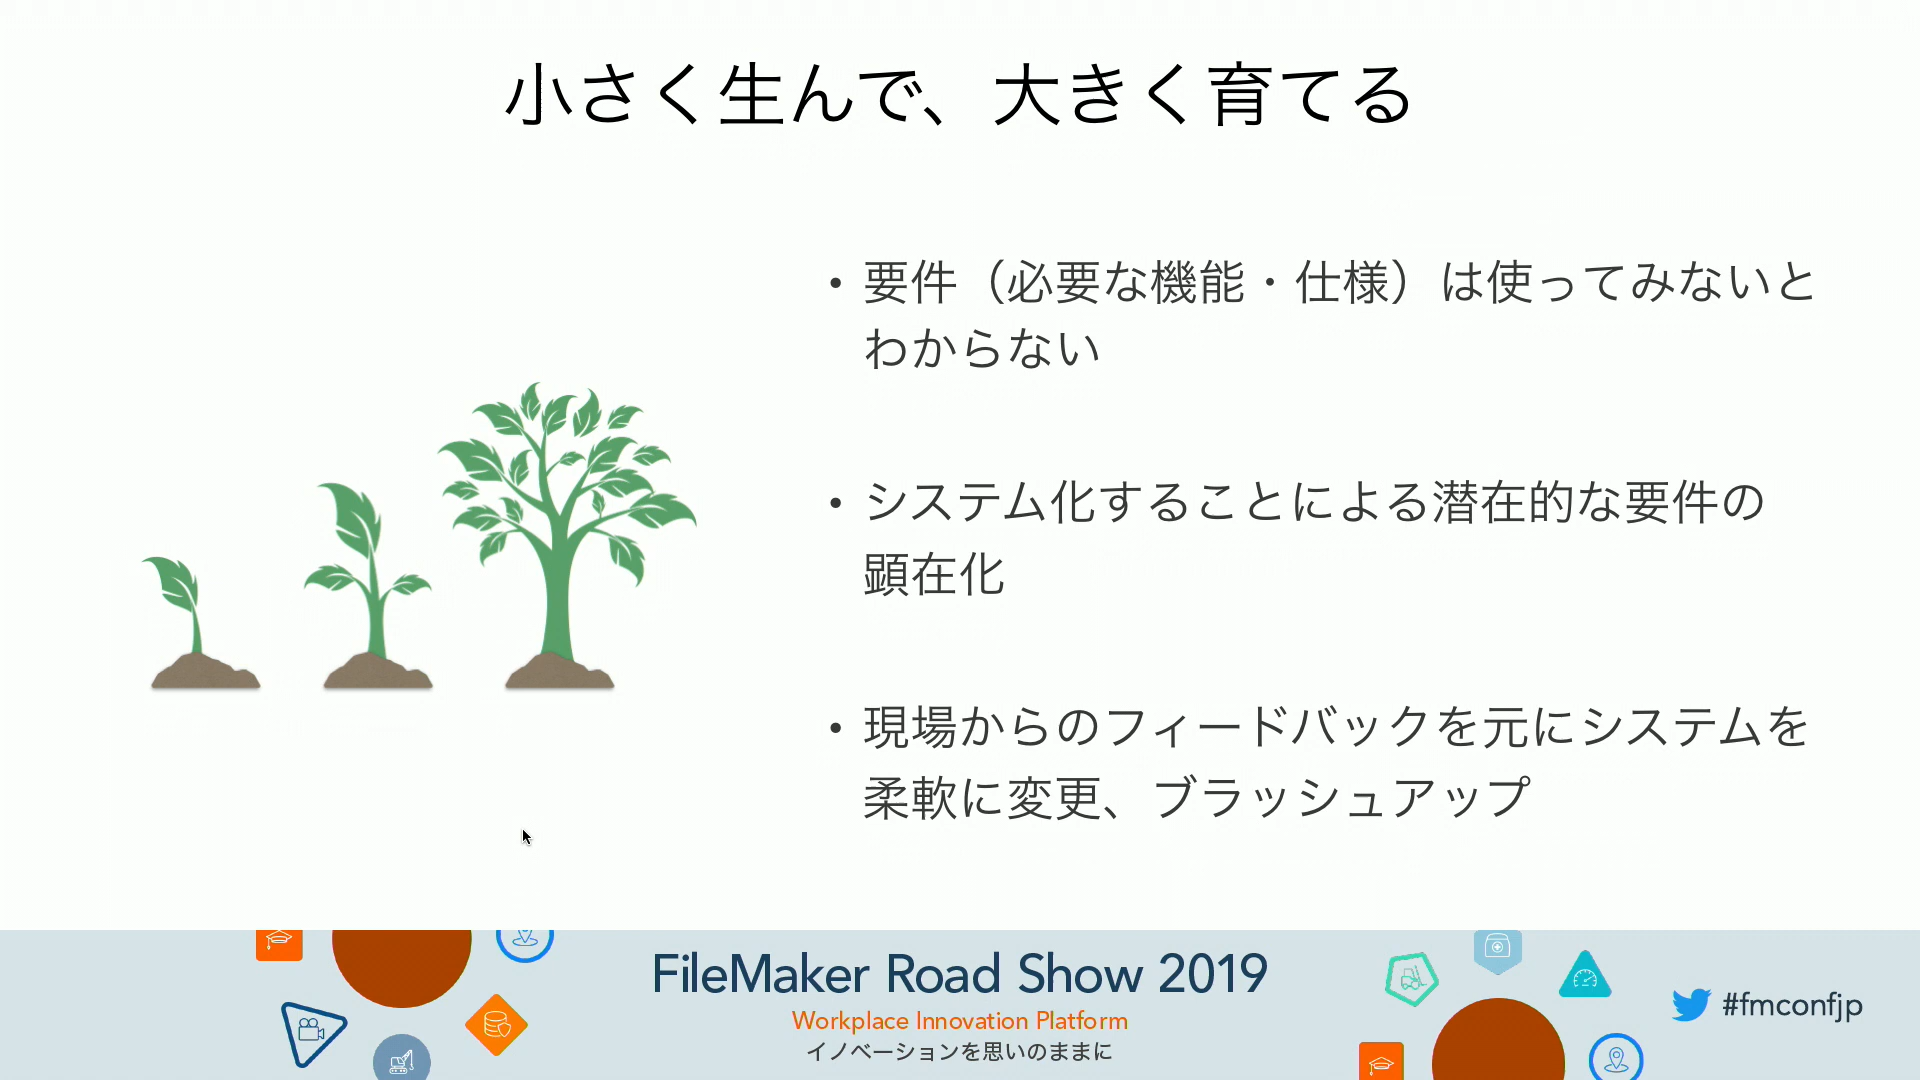 小さく生んで、大きく育てる
・要件（必要な機能・仕様）は使ってみないと
わからない
・システム化することによる潜在的な要件の
顕在化
・現場からのフィードバックを元にシステムを
柔軟に変更、ブラッシュアップ
FileMaker Road Show 2019
Workplace Innovation Platform
イノベーションを思いのままに
#fmconfjp